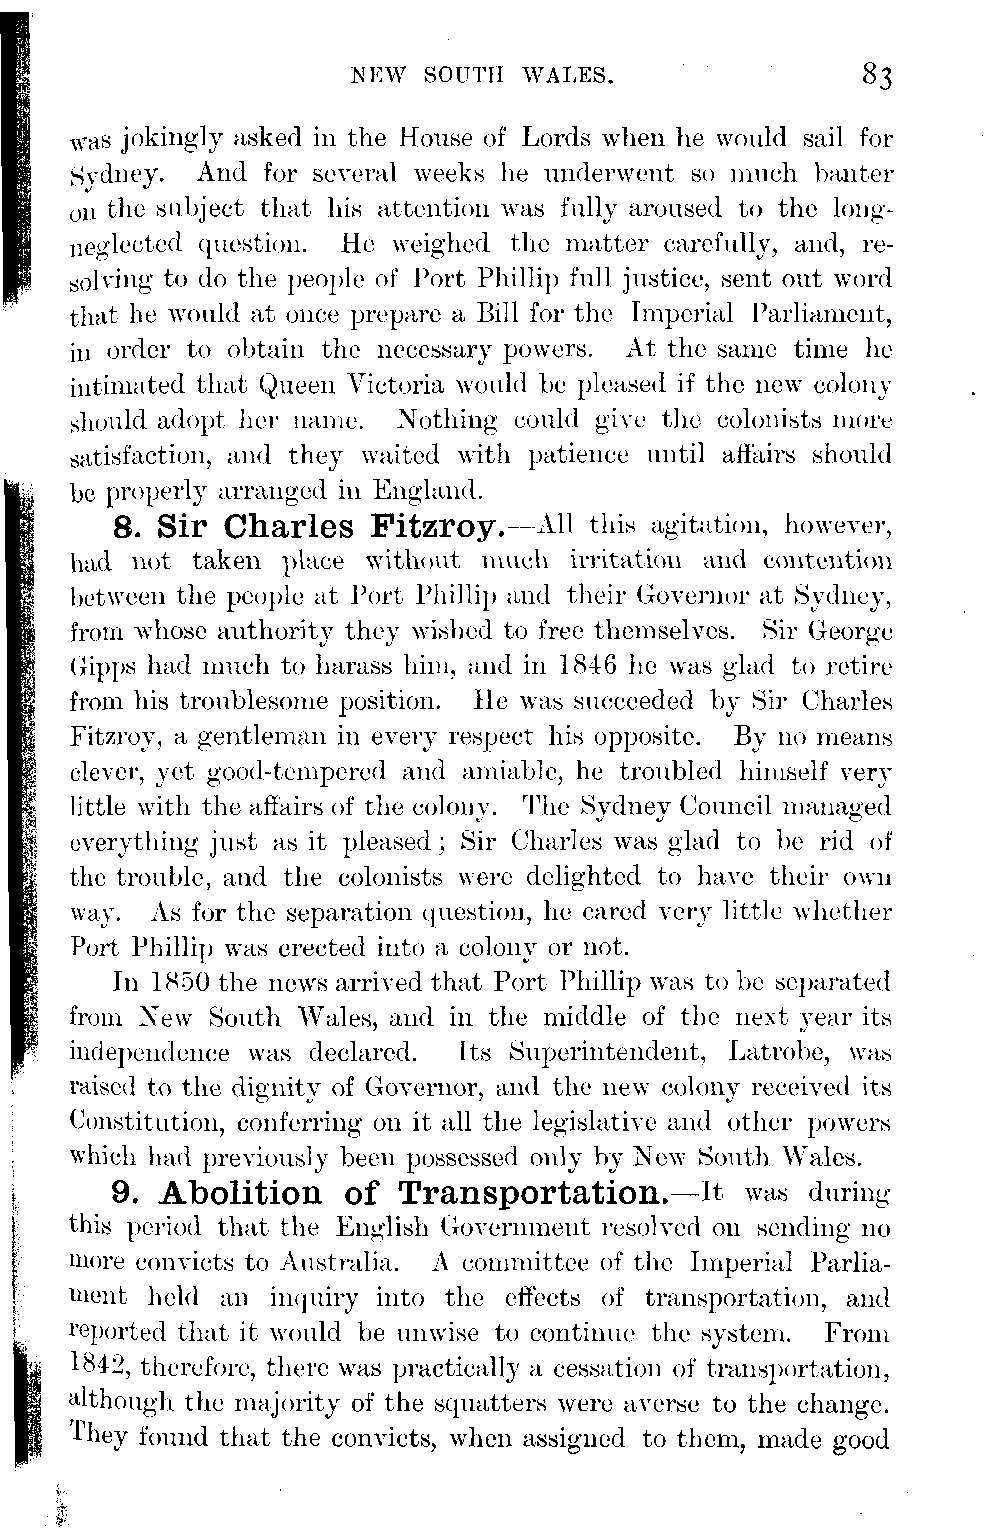 NEW SOUTH WALES. 83
was jokingly asked in the House of Lords when he would sail for
Sydney. And for several weeks he underwent so much banter
on the subject that his attention was fully aroused to the long-
neglected question. He weighed the matter carefully, and, re-
solving to do the people of Port Phillip full justice, sent out word
that he would at once prepare a Bill for the Imperial Parliament,
in order to obtain the necessary powers. At the same time he
intimated that Queen Victoria would be pleased if the new colony
should adopt her name. Nothing could give the colonists more
satisfaction, and they waited with patience until affairs should
be properly arranged in England.
8. Sir Charles Fitzroy.—All this agitation, however,
had not taken place without much irritation and contention
between the people at Port Phillip and their Governor at Sydney,
from whose authority they wished to free themselves. Sir George
Gipps had much to harass him, and in 1846 he was glad to retire
from his troublesome position. He was succeeded by Sir Charles
Fitzroy, a gentleman in every respect his opposite. By no means
clever, yet good-tempered and amiable, he troubled himself very
little with the affairs of the colony. The Sydney Council managed
everything just as it pleased; Sir Charles was glad to be rid of
the trouble, and the colonists were delighted to have their own
way. As for the separation question, he cared very little whether
Port Phillip was erected into a colony or not.
In 1850 the news arrived that Port Phillip was to be separated
from New South Wales, and in the middle of the next year its
independence was declared. Its Superintendent, Latrobe, was
raised to the dignity of Governor, and the new colony received its
Constitution, conferring on it all the legislative and other powers
which had previously been possessed only by New South Wales.
9. Abolition of Transportation.—It was during
this period that the English Government resolved on sending no
more convicts to Australia. A committee of the Imperial Parlia-
ment held an inquiry into the effects of transportation, and
reported that it would be unwise to continue the system. From
1842, therefore, there was practically a cessation of transportation,
although the majority of the squatters were averse to the change.
They found that the convicts, when assigned to them, made good